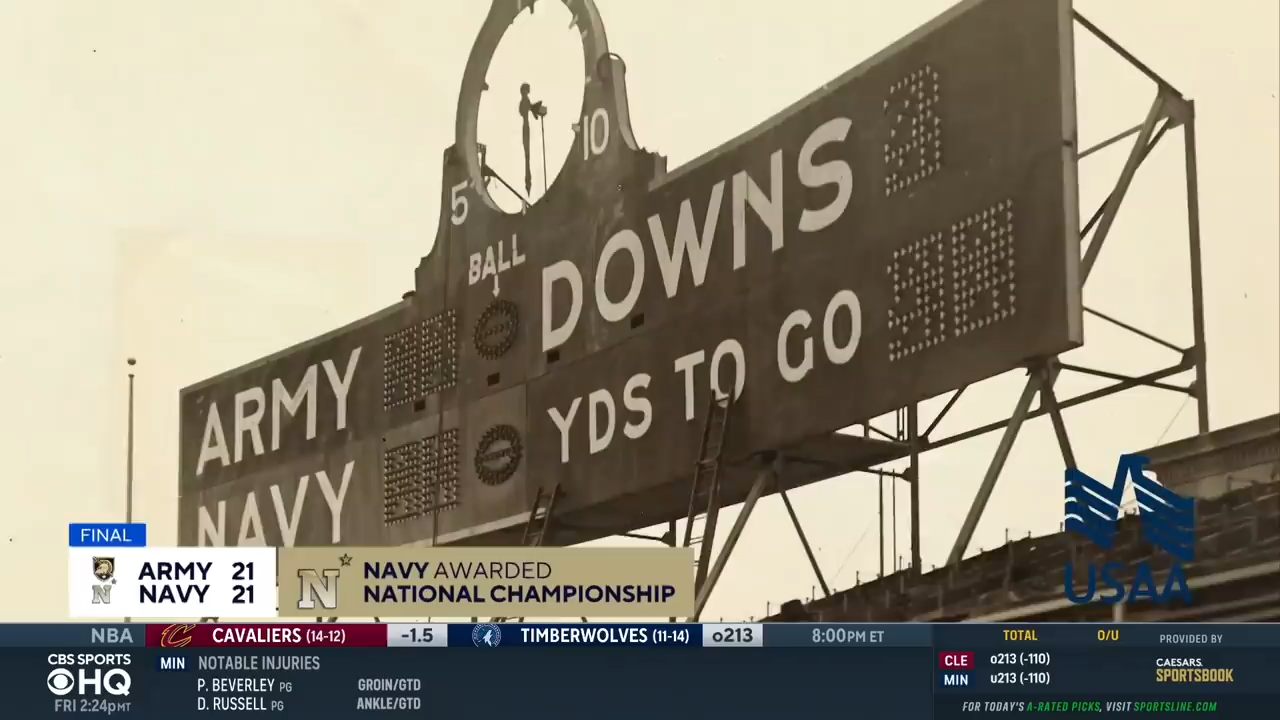 10
5
BALL
DOWNS
YDS TO GO
ARMY
NAVY
FINAL
ARMY 21
NAVY 21
N
NAVY AWARDED
NATIONAL CHAMPIONSHIP
USAA
NBA CAVALIERS (14-12) -1.5 TIMBERWOLVES (11-14) o213 8:00PM ET
CBS SPORTS
HQ
FRI 2:24PMT
MIN NOTABLE INJURIES
P. BEVERLEY PG GROIN/GTD
D. RUSSELL PG ANKLE/GTD
TOTAL O/U
CLE o213 (-110)
MIN u213 (-110)
PROVIDED BY
CAESARS
SPORTSBOOK
FOR TODAY'S A-RATED PICKS, VISIT SPORTSLINE.COM